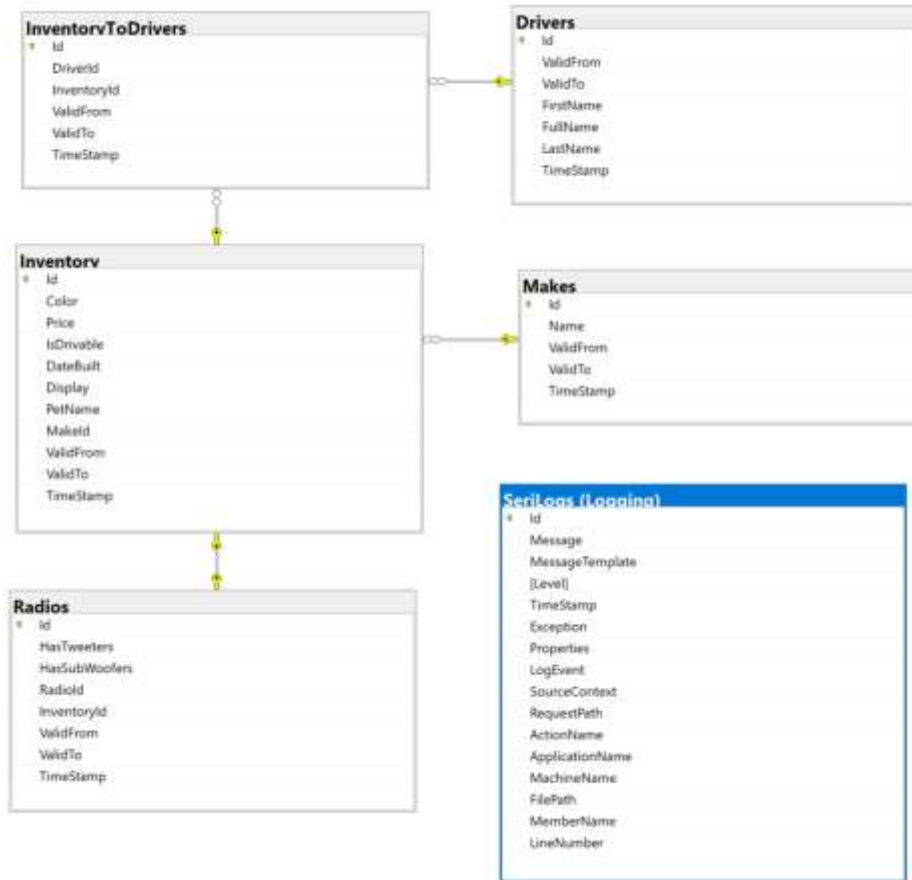 InventoryToDrivers
Id
DriverId
InventoryId
ValidFrom
ValidTo
TimeStamp
Drivers
Id
ValidFrom
ValidTo
FirstName
FullName
LastName
TimeStamp
Inventory
Id
Color
Price
IsDrivable
DateBuilt
Display
PetName
MakeId
ValidFrom
ValidTo
TimeStamp
Makes
Id
Name
ValidFrom
ValidTo
TimeStamp
Radios
Id
HasTweeters
HasSubWoofers
RadioId
InventoryId
ValidFrom
ValidTo
TimeStamp
SeriLogs (Logging)
Id
Message
MessageTemplate
[Level]
TimeStamp
Exception
Properties
LogEvent
SourceContext
RequestPath
ActionName
ApplicationName
MachineName
FilePath
MemberName
LineNumber